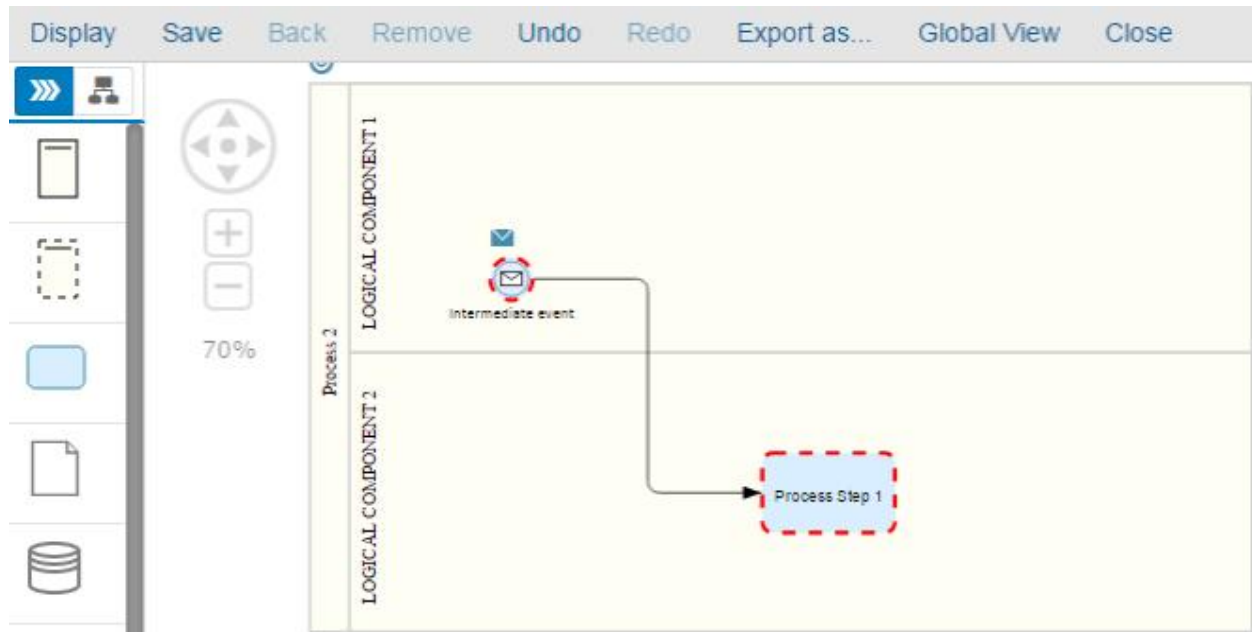 Display Save Back Remove Undo Redo Export as... Global View Close
70%
Process 2
LOGICAL COMPONENT 1
Intermediate event
LOGICAL COMPONENT 2
Process Step 1